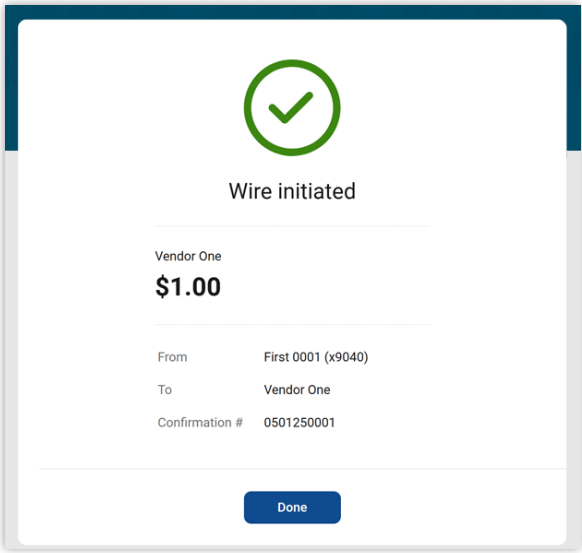 Wire initiated
Vendor One
$1.00
From First 0001 (x9040)
To Vendor One
Confirmation # 0501250001
Done